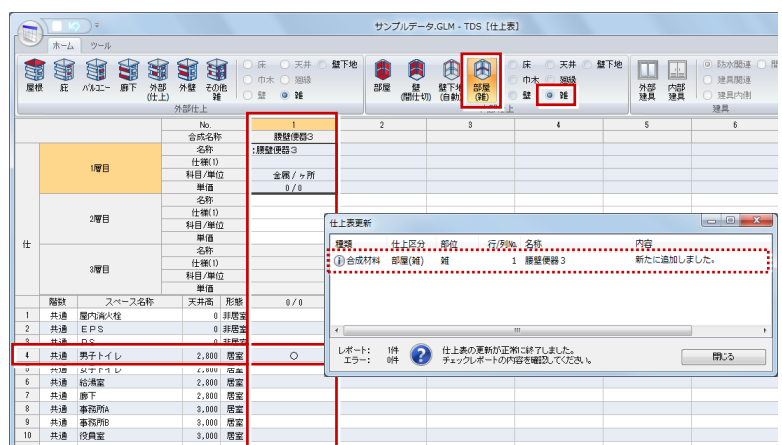 サンプルデータ.GLM - TDS [仕上表]
ホーム ツール
屋根 庇 バルコニー 廊下 外部(仕上) 外壁 その他雑
床 天井 壁下地
巾木 廻縁
壁 雑
外部仕上
部屋 壁(間仕切) 壁下地(自動) 部屋(雑)
床 天井 壁下地
巾木 廻縁
壁 雑
外部建具 内部建具
防水関連
建具関連
建具内側
建具
No. 1 2 3 4 5 6
合成名称 腰壁便器3
仕
1層目
名称 :腰壁便器3
仕様(1)
科目/単位 金属/ヶ所
単価 0/0
2層目
名称
仕様(1)
科目/単位
単価
3層目
名称
仕様(1)
科目/単位
単価
階数 スペース名称 天井高 形態 0/0
1 共通 屋内消火栓 0 非居室
2 共通 EPS 0 非居室
3 共通 PS 0 非居室
4 共通 男子トイレ 2,800 居室 ○
5 共通 女子トイレ 2,800 居室
6 共通 給湯室 2,800 居室
7 共通 廊下 2,800 居室
8 共通 事務所A 3,000 居室
9 共通 事務所B 3,000 居室
10 共通 役員室 3,000 居室
仕上表更新
種類 仕上区分 部位 行/列No. 名称 内容
合成材料 部屋(雑) 雑 1 腰壁便器3 新たに追加しました。
レポート: 1件
エラー: 0件
仕上表の更新が正常に終了しました。
チェックレポートの内容を確認してください。
閉じる